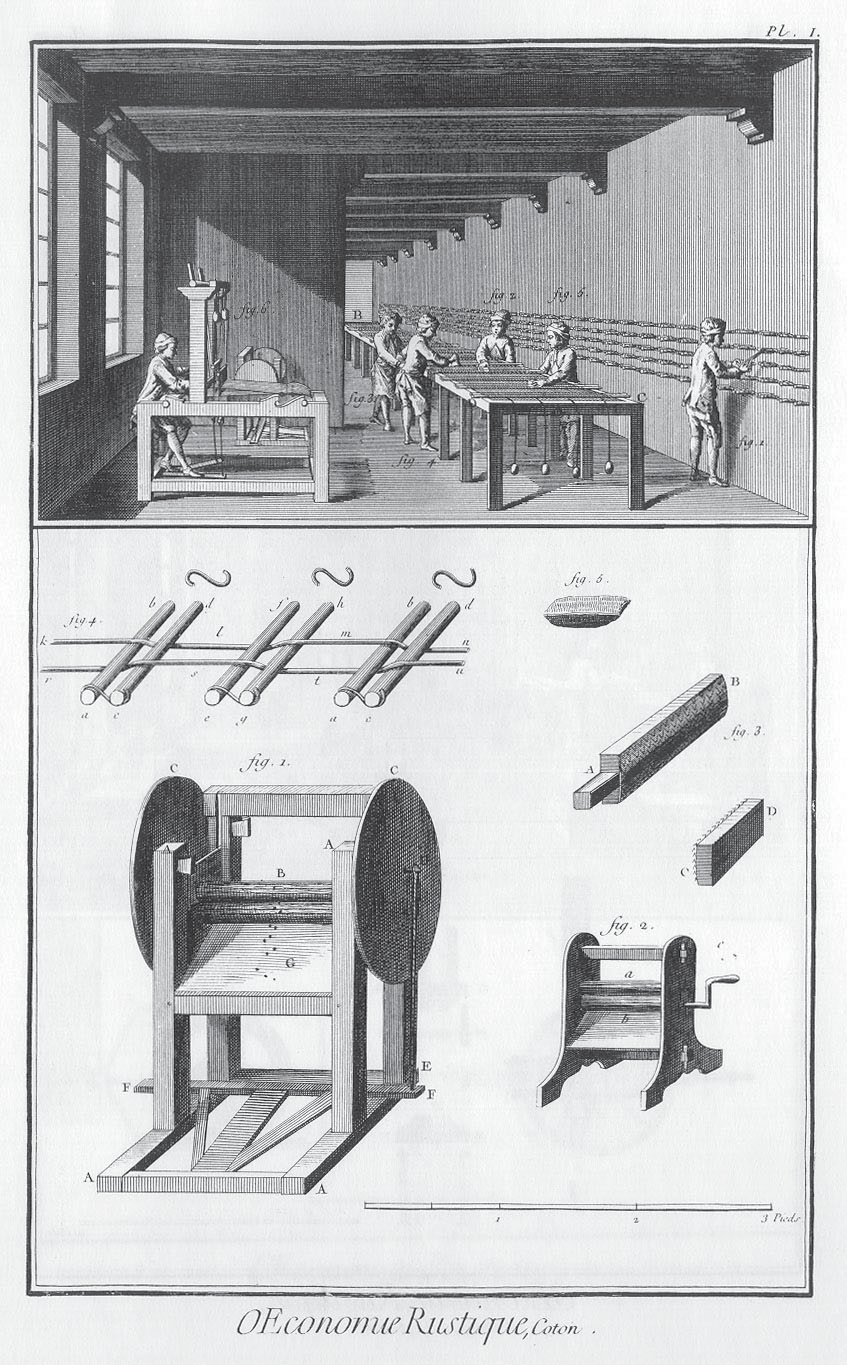 Pl. I.
fig. 6
B
fig. 2
fig. 5.
fig. 3
C
fig. 4
fig. 1
fig. 4.
b d f h b d
k l m n
r s t u
a c e g a c
fig. 5.
B
fig. 3.
A
D
C
fig. 1.
C C
A A
B
G
E
F F
A A
fig. 2.
a
b
1 2 3 Pieds
OEconomie Rustique, Coton.